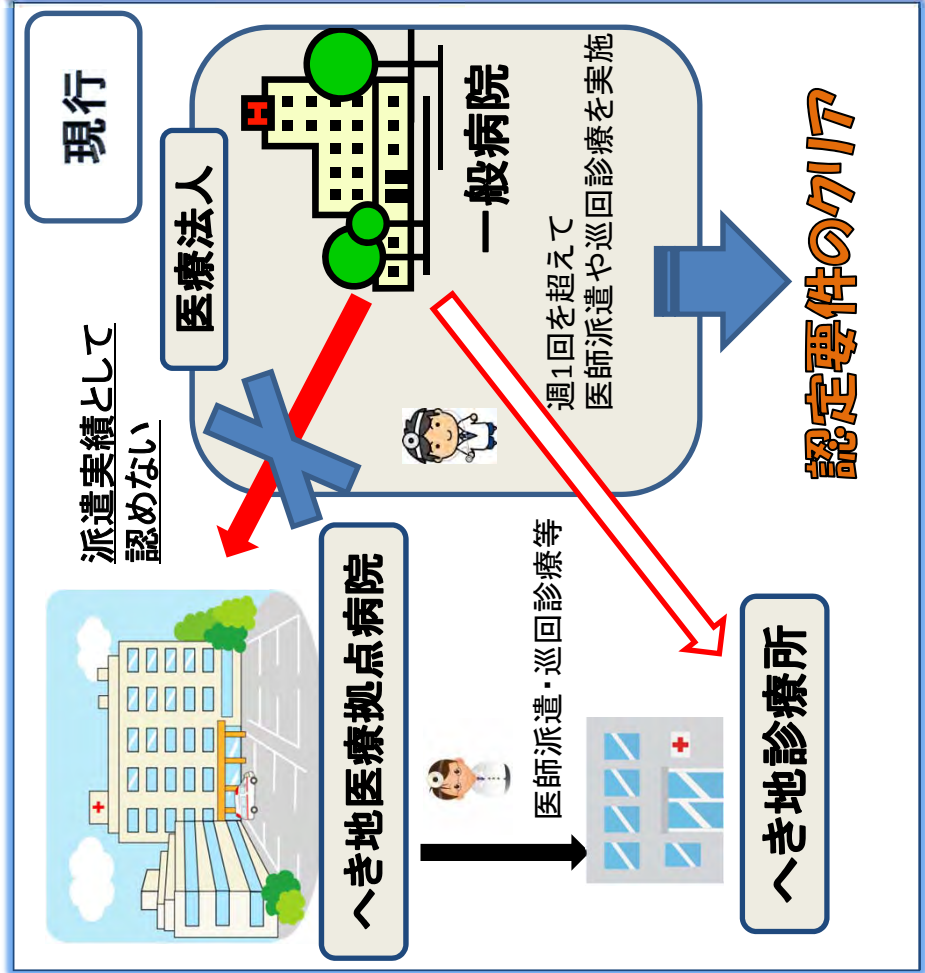 現行
医療法人
派遣実績として
認めない
一般病院
週1回を超えて
医師派遣や巡回診療を実施
へき地医療拠点病院
医師派遣・巡回診療等
へき地診療所
認定要件のクリア
H